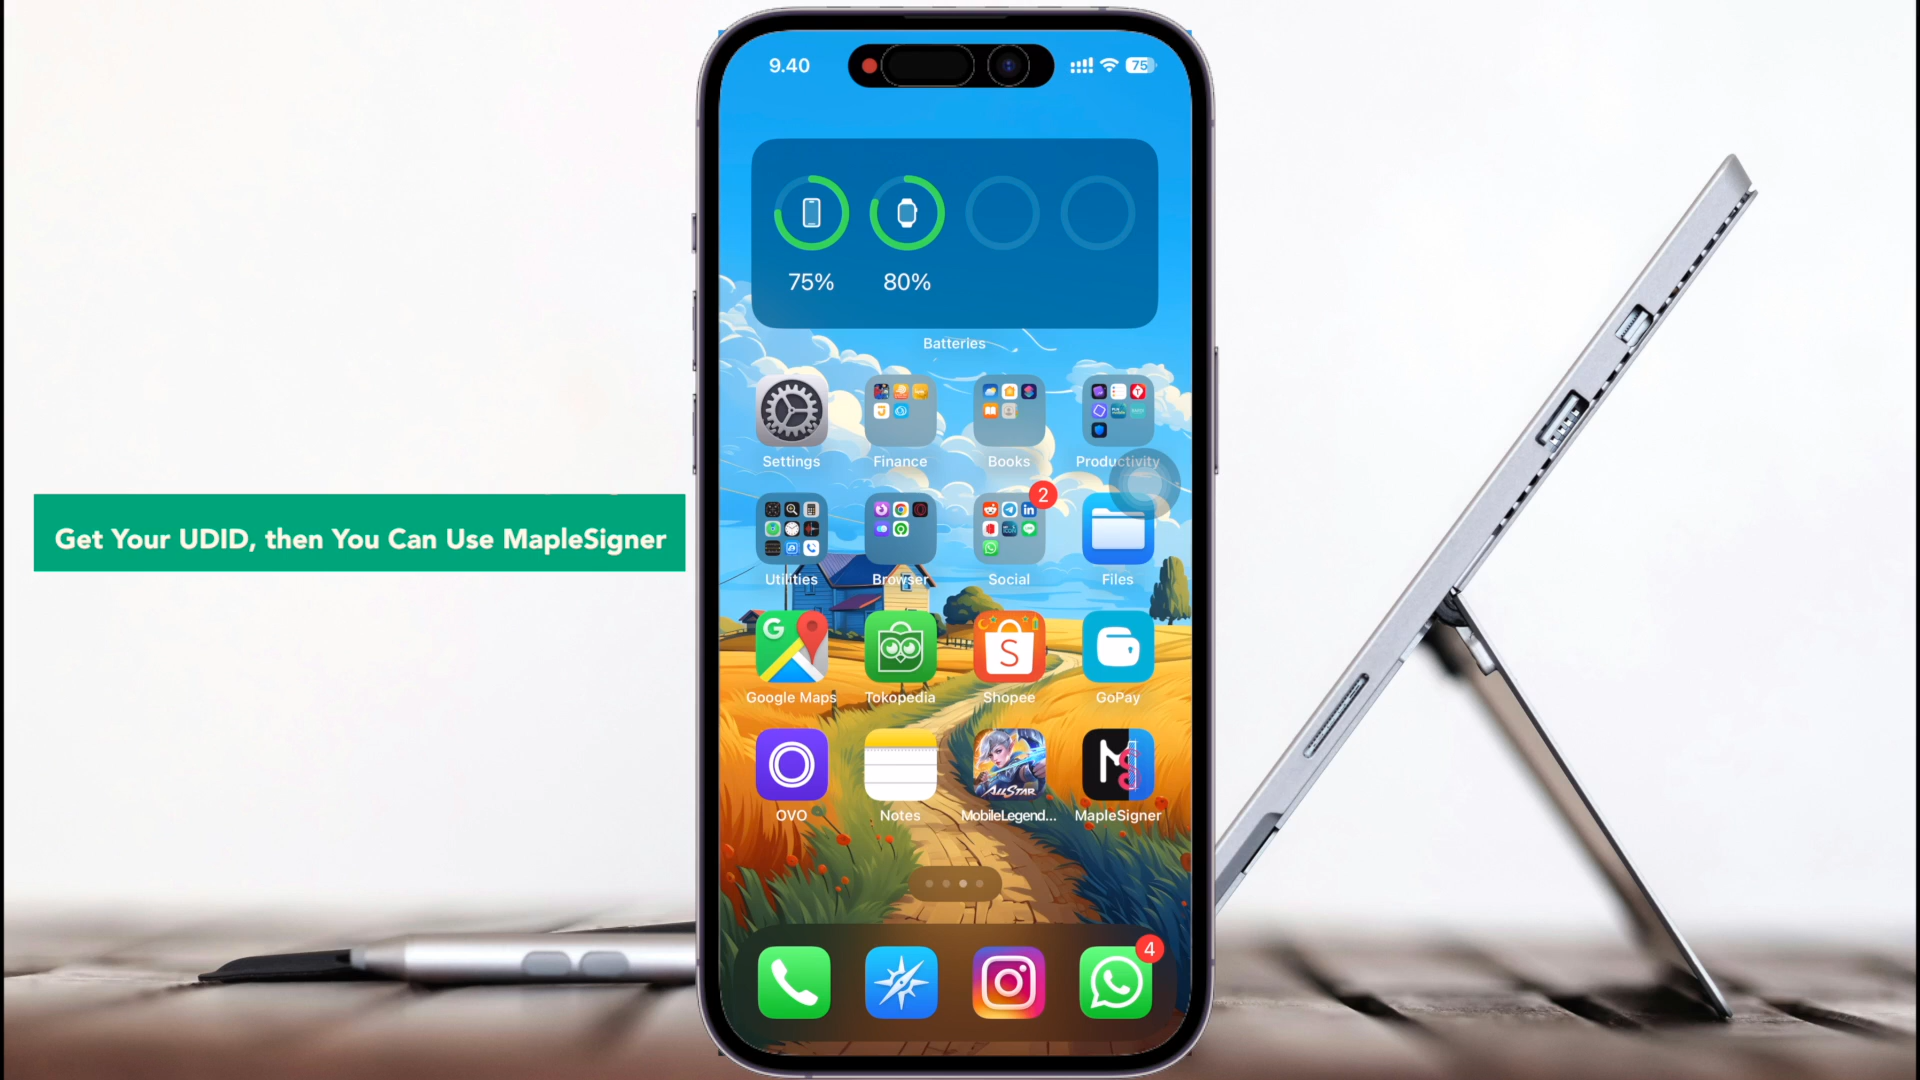 9.40
75
75%
80%
Batteries
Settings
Finance
Books
Productivity
2
Utilities
Browser
Social
Files
Get Your UDID, then You Can Use MapleSigner
Google Maps
Tokopedia
Shopee
GoPay
ALLSTAR
OVO
Notes
MobileLegend...
MapleSigner
4